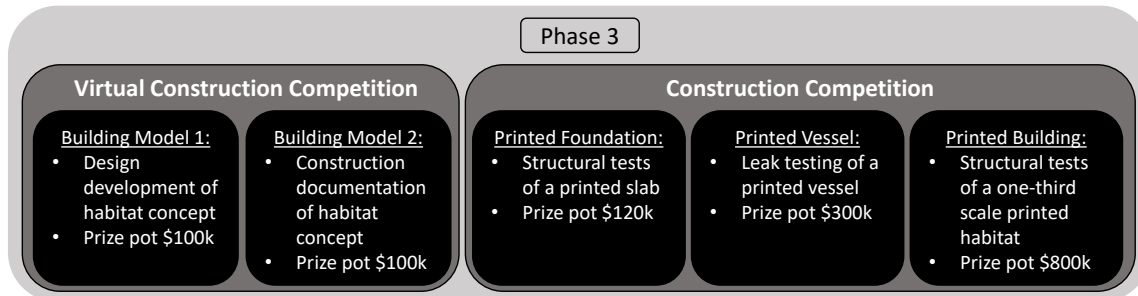 Phase 3
Virtual Construction Competition
Building Model 1:
• Design
development of
habitat concept
• Prize pot $100k
Building Model 2:
• Construction
documentation
of habitat
concept
• Prize pot $100k
Construction Competition
Printed Foundation:
• Structural tests
of a printed slab
• Prize pot $120k
Printed Vessel:
• Leak testing of a
printed vessel
• Prize pot $300k
Printed Building:
• Structural tests
of a one-third
scale printed
habitat
• Prize pot $800k